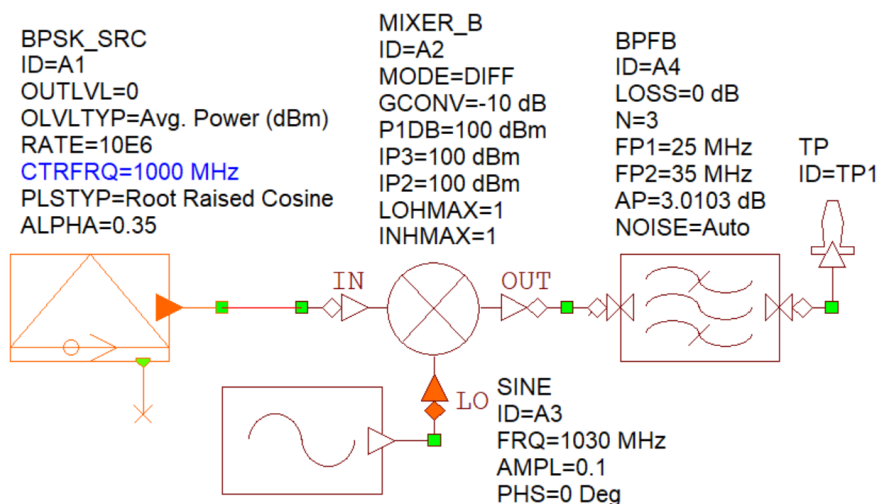 BPSK_SRC
ID=A1
OUTLVL=0
OLVLTYP=Avg. Power (dBm)
RATE=10E6
CTRFRQ=1000 MHz
PLSTYP=Root Raised Cosine
ALPHA=0.35
MIXER_B
ID=A2
MODE=DIFF
GCONV=-10 dB
P1DB=100 dBm
IP3=100 dBm
IP2=100 dBm
LOHMAX=1
INHMAX=1
BPFB
ID=A4
LOSS=0 dB
N=3
FP1=25 MHz
FP2=35 MHz
AP=3.0103 dB
NOISE=Auto
TP
ID=TP1
IN
OUT
LO
SINE
ID=A3
FRQ=1030 MHz
AMPL=0.1
PHS=0 Deg